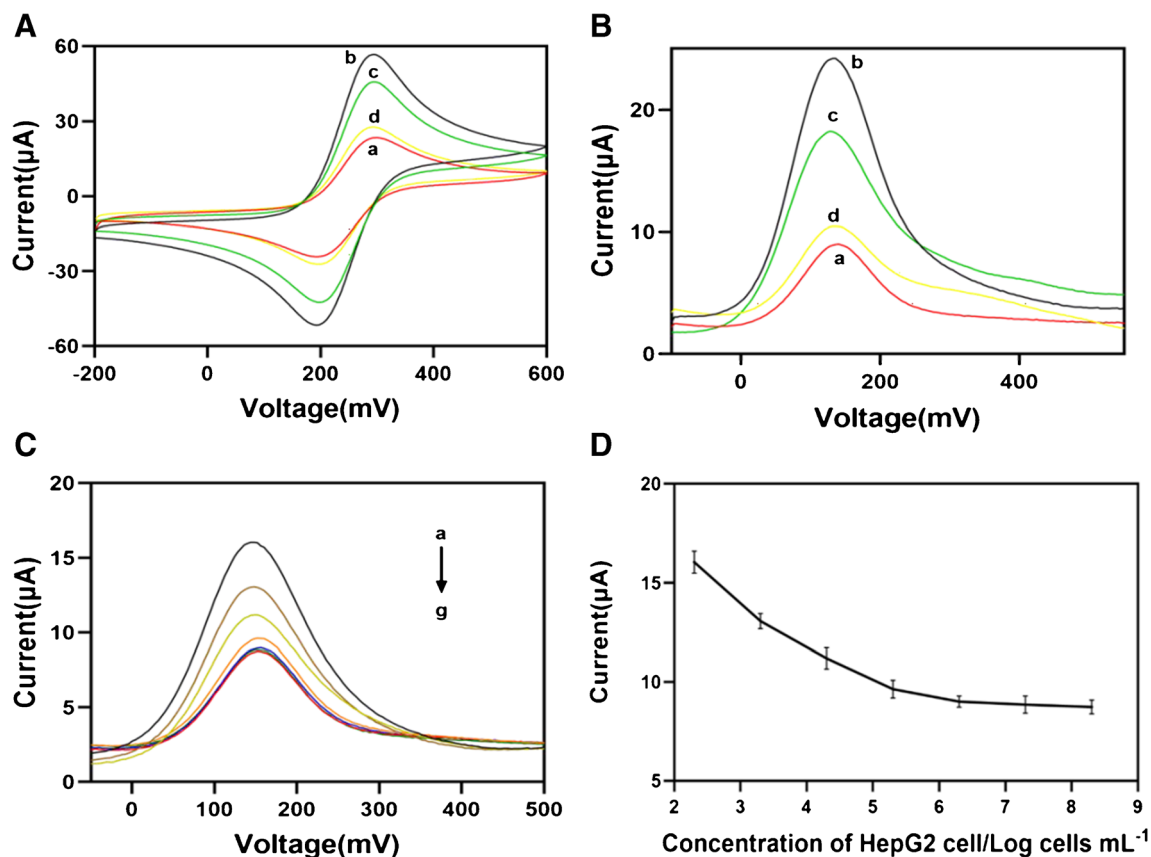 A
60
30
0
-30
-60
-200
0
200
400
600
Current(μA)
Voltage(mV)
b
c
d
a
B
20
10
0
0
200
400
Current(μA)
Voltage(mV)
b
c
d
a
C
20
15
10
5
0
0
100
200
300
400
500
Current(μA)
Voltage(mV)
a
g
D
20
15
10
5
2
3
4
5
6
7
8
9
Current(μA)
Concentration of HepG2 cell/Log cells mL⁻¹